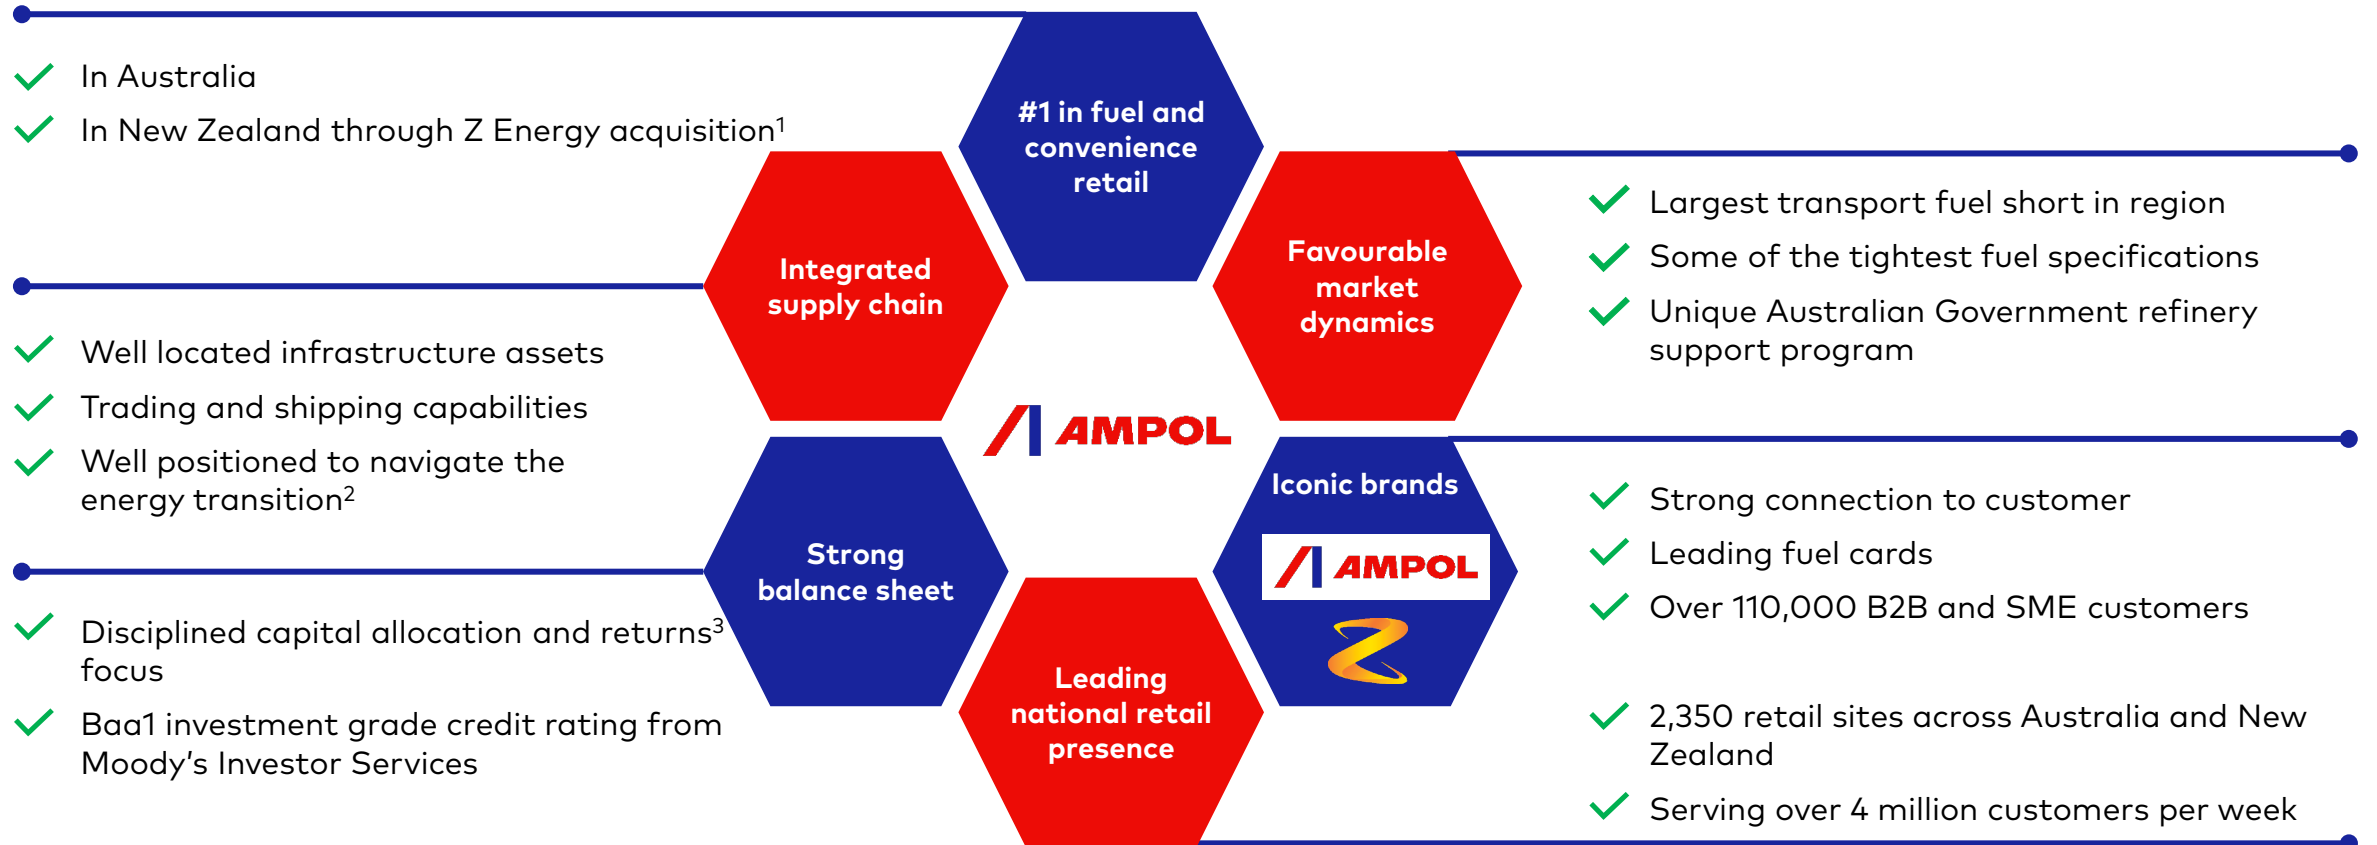 In Australia
In New Zealand through Z Energy acquisition1
#1 in fuel and
convenience
retail
Integrated
supply chain
Well located infrastructure assets
Trading and shipping capabilities
Well positioned to navigate the
energy transition2
Favourable
market
dynamics
Largest transport fuel short in region
Some of the tightest fuel specifications
Unique Australian Government refinery
support program
AMPOL
Strong
balance sheet
Disciplined capital allocation and returns3
focus
Baa1 investment grade credit rating from
Moody's Investor Services
Iconic brands
AMPOL
Z
Strong connection to customer
Leading fuel cards
Over 110,000 B2B and SME customers
Leading
national retail
presence
2,350 retail sites across Australia and New
Zealand
Serving over 4 million customers per week